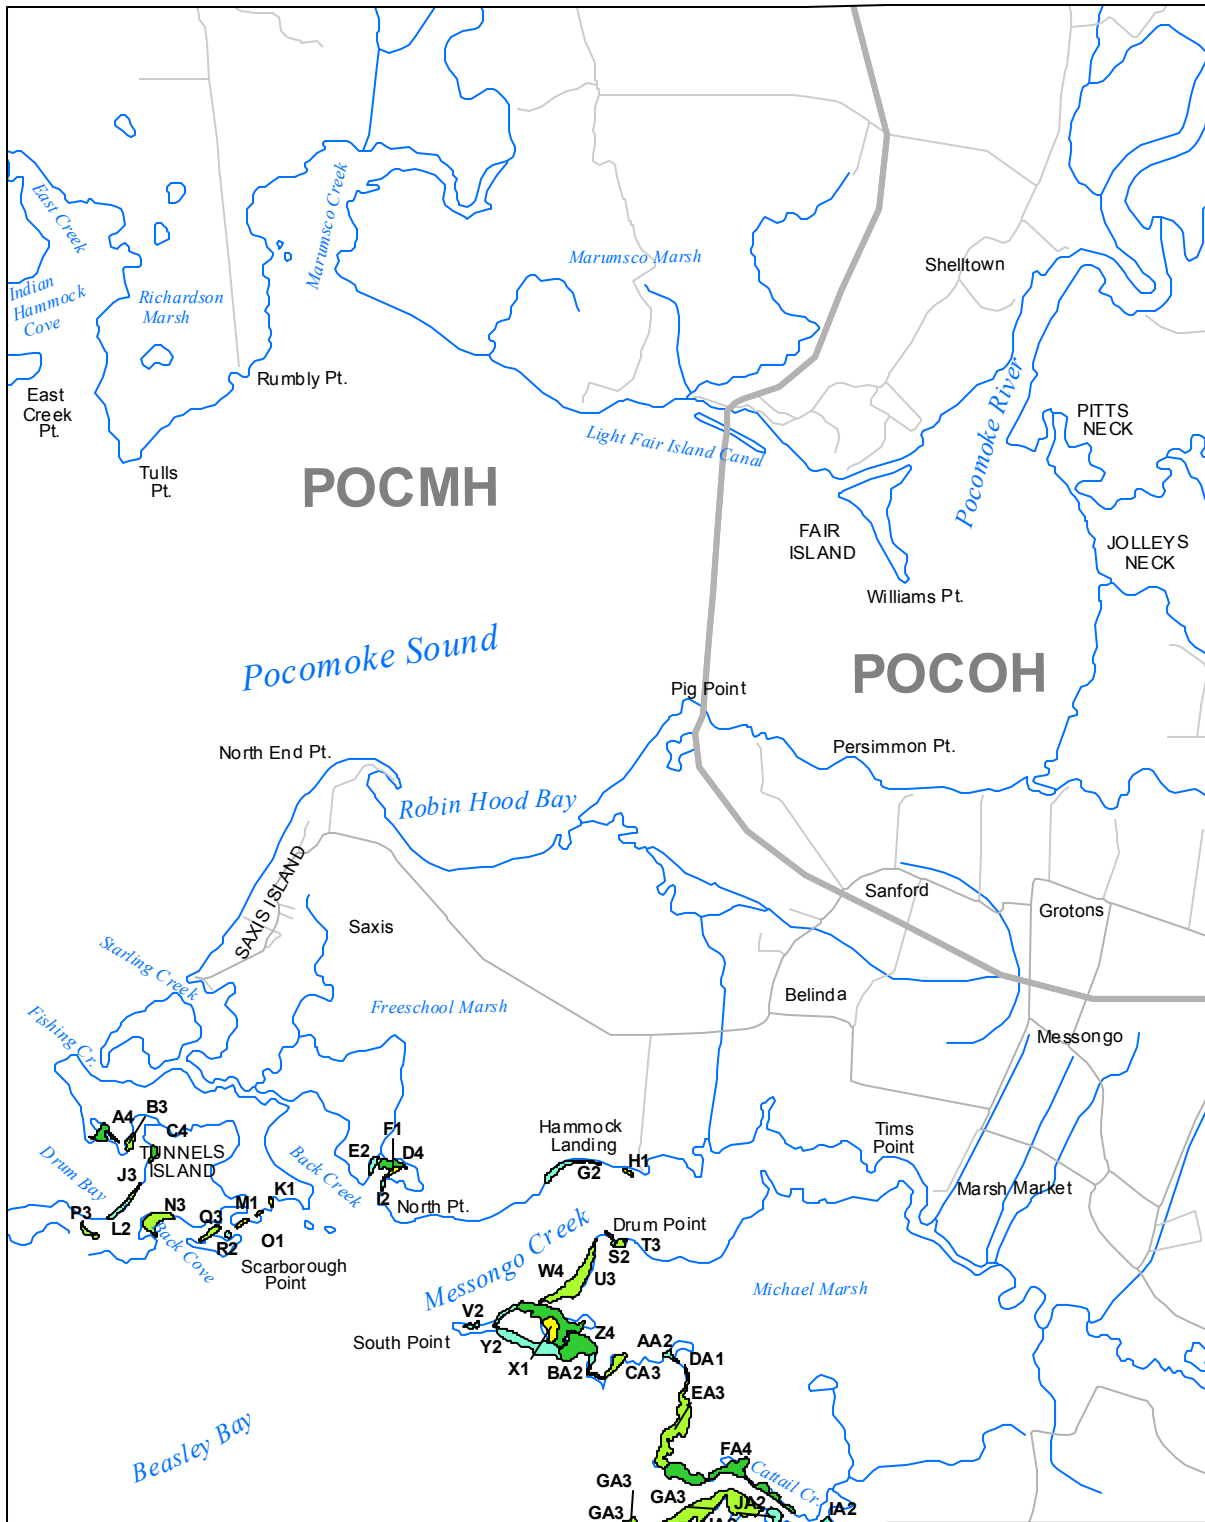 East Creek
Marumsco Creek
Marumsco Marsh
Shelltown
Indian
Hammock
Cove
Richardson
Marsh
Rumbly Pt.
East
Creek
Pt.
Pocomoke River
PITTS
NECK
Light Fair Island Canal
Tulls
Pt.
POCMH
FAIR
ISLAND
JOLLEYS
NECK
Williams Pt.
Pocomoke Sound
POCOH
Pig Point
North End Pt.
Persimmon Pt.
Robin Hood Bay
SAXIS ISLAND
Sanford
Grotons
Saxis
Starling Creek
Belinda
Freeschool Marsh
Fishing Cr.
Messongo
B3
A4
C4
F1
Hammock
Landing
Tims
Point
TUNNELS
ISLAND
E2
D4
Drum Bay
J3
Back Creek
G2
H1
I2
K1
North Pt.
Marsh Market
M1
P3
L2
N3
Q3
R2
O1
Back Cove
Scarborough
Point
Drum Point
S2
T3
Messongo Creek
W4
U3
Michael Marsh
V2
South Point
Y2
X1
Z4
BA2
AA2
CA3
DA1
EA3
Beasley Bay
FA4
Cattail Cr.
GA3
GA3
GA3
JA2
IA2